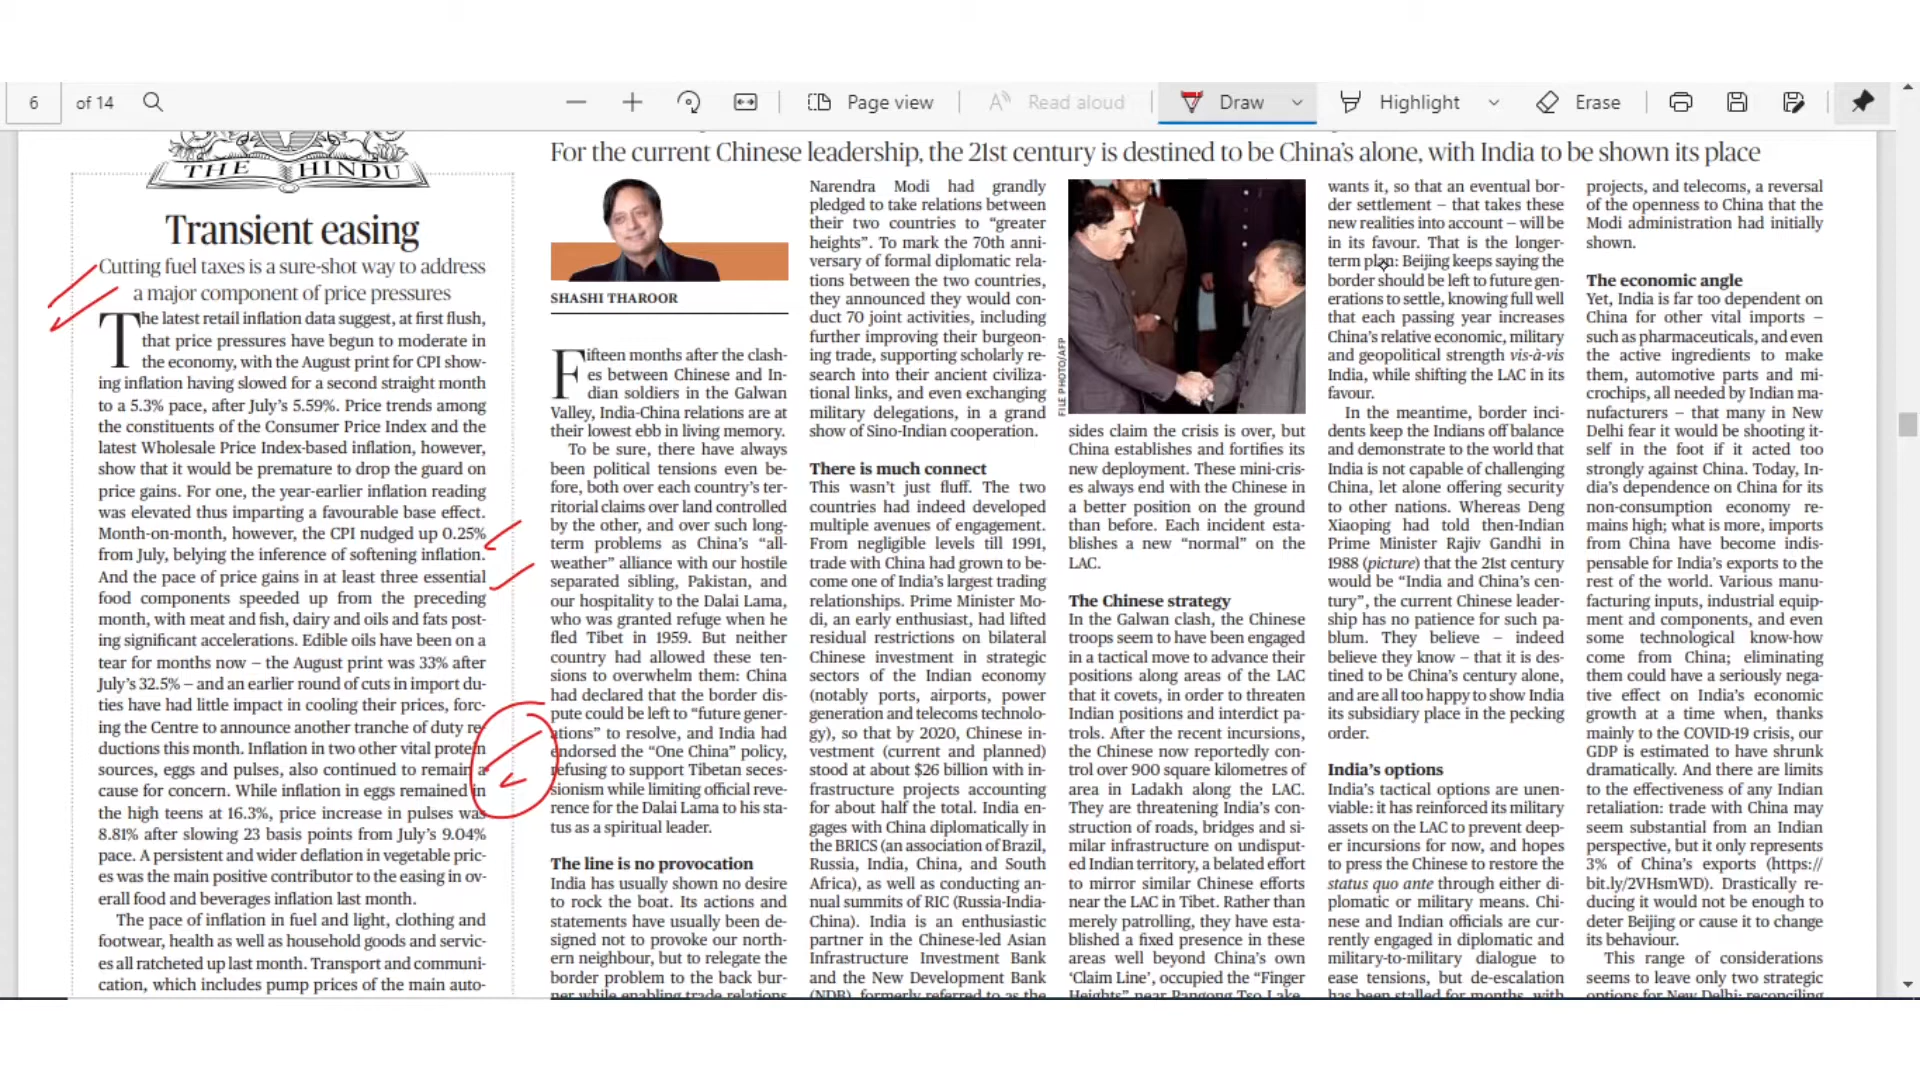 6 of 14 Page view Read aloud Draw Highlight Erase
THE HINDU
Transient easing
Cutting fuel taxes is a sure-shot way to address
a major component of price pressures
The latest retail inflation data suggest, at first flush,
that price pressures have begun to moderate in
the economy, with the August print for CPI show-
ing inflation having slowed for a second straight month
to a 5.3% pace, after July's 5.59%. Price trends among
the constituents of the Consumer Price Index and the
latest Wholesale Price Index-based inflation, however,
show that it would be premature to drop the guard on
price gains. For one, the year-earlier inflation reading
was elevated thus imparting a favourable base effect.
Month-on-month, however, the CPI nudged up 0.25%
from July, belying the inference of softening inflation.
And the pace of price gains in at least three essential
food components speeded up from the preceding
month, with meat and fish, dairy and oils and fats post-
ing significant accelerations. Edible oils have been on a
tear for months now – the August print was 33% after
July's 32.5% – and an earlier round of cuts in import du-
ties have had little impact in cooling their prices, forc-
ing the Centre to announce another tranche of duty re-
ductions this month. Inflation in two other vital protein
sources, eggs and pulses, also continued to remain a
cause for concern. While inflation in eggs remained in
the high teens at 16.3%, price increase in pulses was
8.81% after slowing 23 basis points from July's 9.04%
pace. A persistent and wider deflation in vegetable pric-
es was the main positive contributor to the easing in ov-
erall food and beverages inflation last month.
The pace of inflation in fuel and light, clothing and
footwear, health as well as household goods and servic-
es all ratcheted up last month. Transport and communi-
cation, which includes pump prices of the main auto-
For the current Chinese leadership, the 21st century is destined to be China's alone, with India to be shown its place
SHASHI THAROOR
Fifteen months after the clash-
es between Chinese and In-
dian soldiers in the Galwan
Valley, India-China relations are at
their lowest ebb in living memory.
To be sure, there have always
been political tensions even be-
fore, both over each country's ter-
ritorial claims over land controlled
by the other, and over such long-
term problems as China's “all-
weather” alliance with our hostile
separated sibling, Pakistan, and
our hospitality to the Dalai Lama,
who was granted refuge when he
fled Tibet in 1959. But neither
country had allowed these ten-
sions to overwhelm them: China
had declared that the border dis-
pute could be left to “future gener-
ations” to resolve, and India had
endorsed the “One China” policy,
refusing to support Tibetan seces-
sionism while limiting official reve-
rence for the Dalai Lama to his sta-
tus as a spiritual leader.
The line is no provocation
India has usually shown no desire
to rock the boat. Its actions and
statements have usually been de-
signed not to provoke our north-
ern neighbour, but to relegate the
border problem to the back bur-
ner while enabling trade relations
Narendra Modi had grandly
pledged to take relations between
their two countries to “greater
heights”. To mark the 70th anni-
versary of formal diplomatic rela-
tions between the two countries,
they announced they would con-
duct 70 joint activities, including
further improving their burgeon-
ing trade, supporting scholarly re-
search into their ancient civiliza-
tional links, and even exchanging
military delegations, in a grand
show of Sino-Indian cooperation.
There is much connect
This wasn't just fluff. The two
countries had indeed developed
multiple avenues of engagement.
From negligible levels till 1991,
trade with China had grown to be-
come one of India's largest trading
relationships. Prime Minister Mo-
di, an early enthusiast, had lifted
residual restrictions on bilateral
Chinese investment in strategic
sectors of the Indian economy
(notably ports, airports, power
generation and telecoms technolo-
gy), so that by 2020, Chinese in-
vestment (current and planned)
stood at about $26 billion with in-
frastructure projects accounting
for about half the total. India en-
gages with China diplomatically in
the BRICS (an association of Brazil,
Russia, India, China, and South
Africa), as well as conducting an-
nual summits of RIC (Russia-India-
China). India is an enthusiastic
partner in the Chinese-led Asian
Infrastructure Investment Bank
and the New Development Bank
(NDB), formerly referred to as the
FILE PHOTO/AFP
sides claim the crisis is over, but
China establishes and fortifies its
new deployment. These mini-cris-
es always end with the Chinese in
a better position on the ground
than before. Each incident esta-
blishes a new “normal” on the
LAC.
The Chinese strategy
In the Galwan clash, the Chinese
troops seem to have been engaged
in a tactical move to advance their
positions along areas of the LAC
that it covets, in order to threaten
Indian positions and interdict pa-
trols. After the recent incursions,
the Chinese now reportedly con-
trol over 900 square kilometres of
area in Ladakh along the LAC.
They are threatening India's con-
struction of roads, bridges and si-
milar infrastructure on undisput-
ed Indian territory, a belated effort
to mirror similar Chinese efforts
near the LAC in Tibet. Rather than
merely patrolling, they have esta-
blished a fixed presence in these
areas well beyond China's own
‘Claim Line’, occupied the “Finger
Heights” near Pangong Tso Lake,
wants it, so that an eventual bor-
der settlement – that takes these
new realities into account – will be
in its favour. That is the longer-
term plan: Beijing keeps saying the
border should be left to future gen-
erations to settle, knowing full well
that each passing year increases
China's relative economic, military
and geopolitical strength vis-à-vis
India, while shifting the LAC in its
favour.
In the meantime, border inci-
dents keep the Indians off balance
and demonstrate to the world that
India is not capable of challenging
China, let alone offering security
to other nations. Whereas Deng
Xiaoping had told then-Indian
Prime Minister Rajiv Gandhi in
1988 (picture) that the 21st century
would be “India and China's cen-
tury”, the current Chinese leader-
ship has no patience for such pa-
blum. They believe – indeed
believe they know – that it is des-
tined to be China's century alone,
and are all too happy to show India
its subsidiary place in the pecking
order.
India's options
India's tactical options are unen-
viable: it has reinforced its military
assets on the LAC to prevent deep-
er incursions for now, and hopes
to press the Chinese to restore the
status quo ante through either di-
plomatic or military means. Chi-
nese and Indian officials are cur-
rently engaged in diplomatic and
military-to-military dialogue to
ease tensions, but de-escalation
has been stalled for months, with
projects, and telecoms, a reversal
of the openness to China that the
Modi administration had initially
shown.
The economic angle
Yet, India is far too dependent on
China for other vital imports –
such as pharmaceuticals, and even
the active ingredients to make
them, automotive parts and mi-
crochips, all needed by Indian ma-
nufacturers – that many in New
Delhi fear it would be shooting it-
self in the foot if it acted too
strongly against China. Today, In-
dia's dependence on China for its
non-consumption economy re-
mains high; what is more, imports
from China have become indis-
pensable for India's exports to the
rest of the world. Various manu-
facturing inputs, industrial equip-
ment and components, and even
some technological know-how
come from China; eliminating
them could have a seriously nega-
tive effect on India's economic
growth at a time when, thanks
mainly to the COVID-19 crisis, our
GDP is estimated to have shrunk
dramatically. And there are limits
to the effectiveness of any Indian
retaliation: trade with China may
seem substantial from an Indian
perspective, but it only represents
3% of China's exports (https://
bit.ly/2VHsmWD). Drastically re-
ducing it would not be enough to
deter Beijing or cause it to change
its behaviour.
This range of considerations
seems to leave only two strategic
options for New Delhi: reconciling